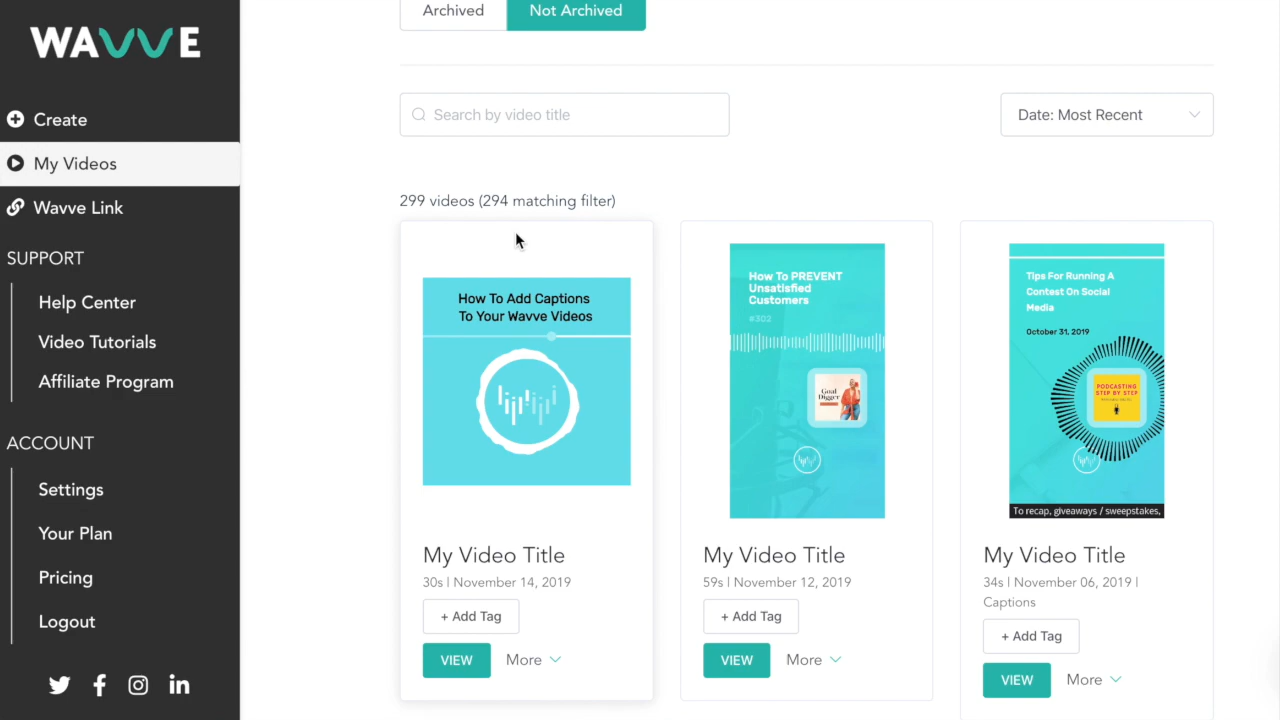 WAVVE
Create
My Videos
Wavve Link
SUPPORT
Help Center
Video Tutorials
Affiliate Program
ACCOUNT
Settings
Your Plan
Pricing
Logout
Archived
Not Archived
Search by video title
Date: Most Recent
299 videos (294 matching filter)
How To Add Captions
To Your Wavve Videos
My Video Title
30s | November 14, 2019
+ Add Tag
VIEW
More
How To PREVENT
Unsatisfied
Customers
#302
Goal
Digger
My Video Title
59s | November 12, 2019
+ Add Tag
VIEW
More
Tips For Running A
Contest On Social
Media
October 31, 2019
PODCASTING
STEP BY STEP
To recap, giveaways / sweepstakes,
My Video Title
34s | November 06, 2019 |
Captions
+ Add Tag
VIEW
More